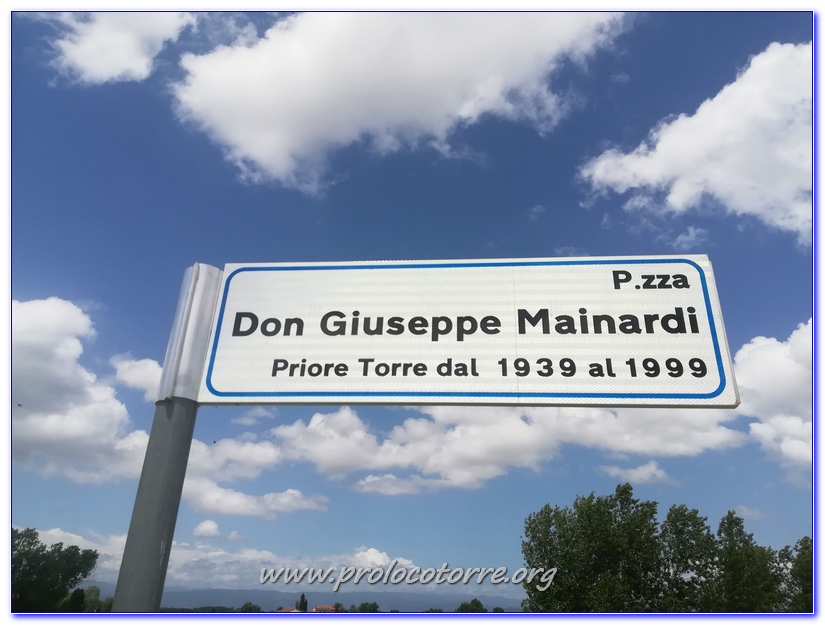 P.zza
Don Giuseppe Mainardi
Priore Torre dal 1939 al 1999
www.prolocotorre.org